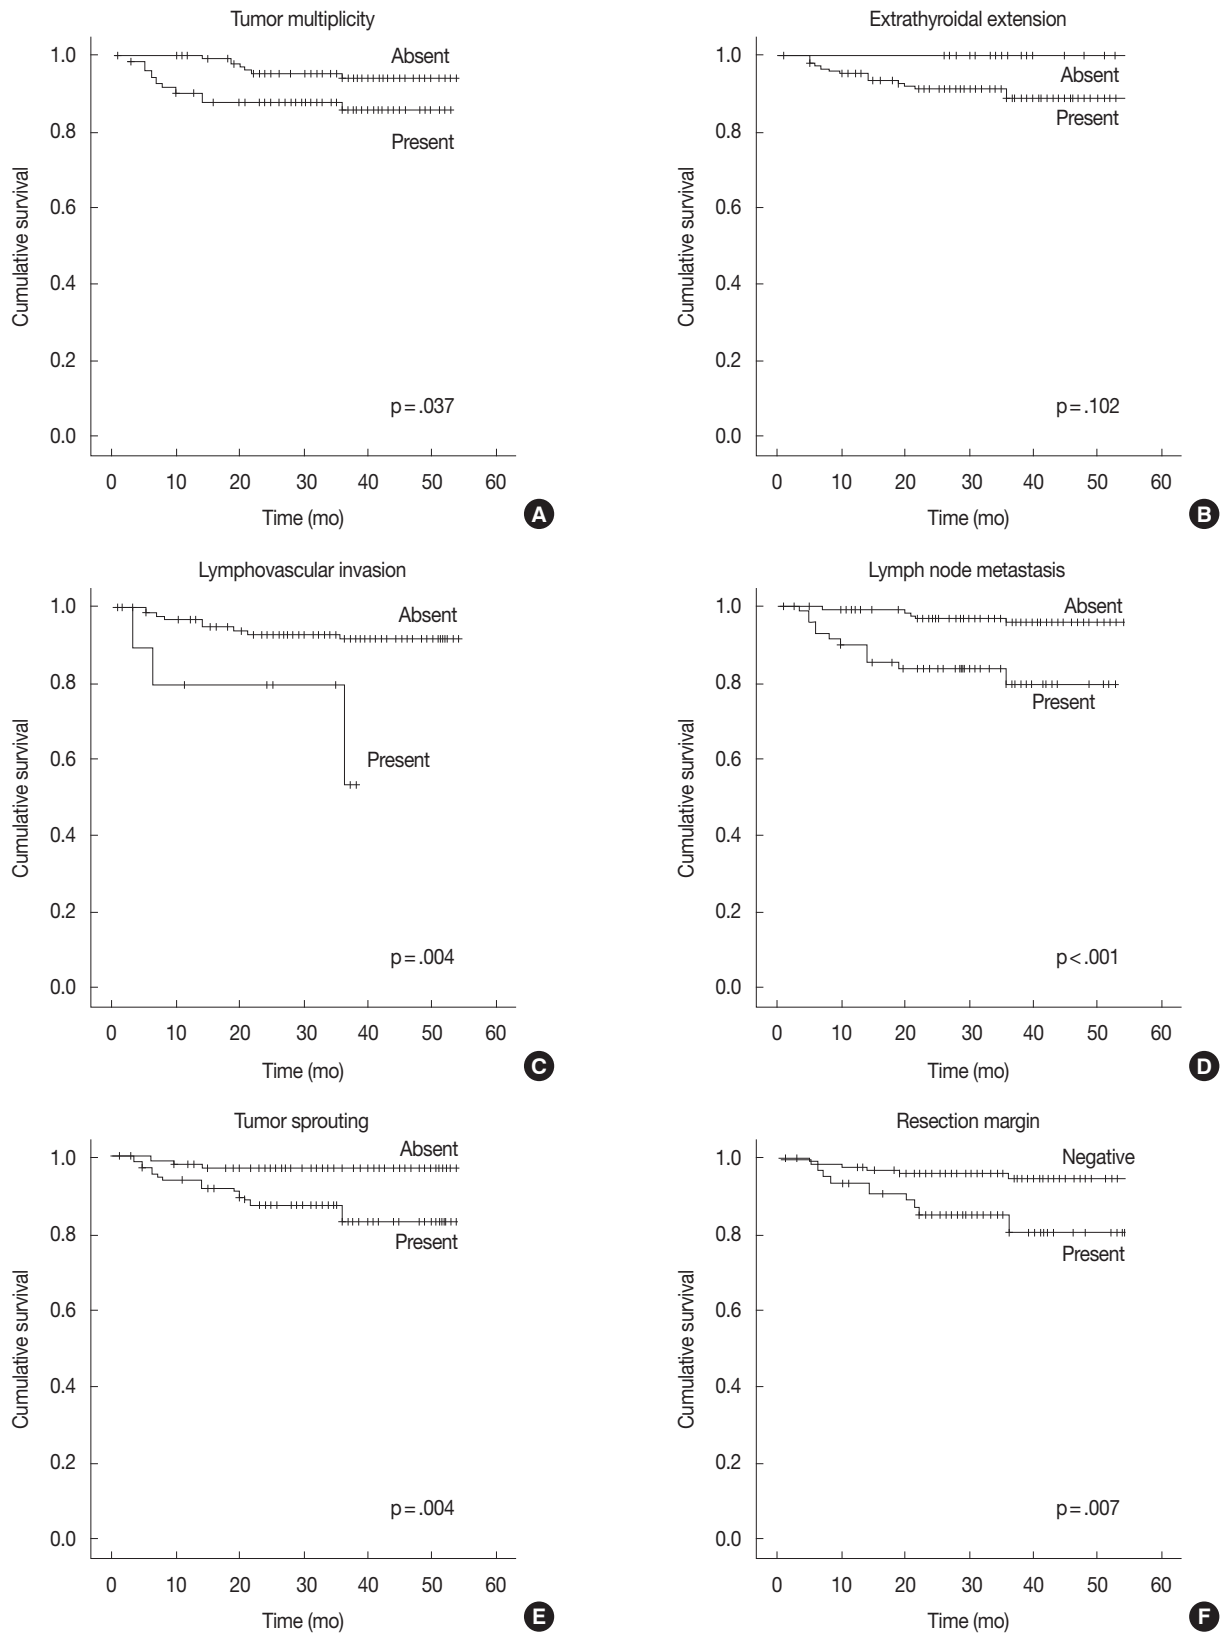 Tumor multiplicity
1.0
0.8
0.6
0.4
0.2
0.0
Cumulative survival
Absent
Present
p=.037
0 10 20 30 40 50 60
Time (mo)
A
Extrathyroidal extension
1.0
0.8
0.6
0.4
0.2
0.0
Cumulative survival
Absent
Present
p=.102
0 10 20 30 40 50 60
Time (mo)
B
Lymphovascular invasion
1.0
0.8
0.6
0.4
0.2
0.0
Cumulative survival
Absent
Present
p=.004
0 10 20 30 40 50 60
Time (mo)
C
Lymph node metastasis
1.0
0.8
0.6
0.4
0.2
0.0
Cumulative survival
Absent
Present
p<.001
0 10 20 30 40 50 60
Time (mo)
D
Tumor sprouting
1.0
0.8
0.6
0.4
0.2
0.0
Cumulative survival
Absent
Present
p=.004
0 10 20 30 40 50 60
Time (mo)
E
Resection margin
1.0
0.8
0.6
0.4
0.2
0.0
Cumulative survival
Negative
Present
p=.007
0 10 20 30 40 50 60
Time (mo)
F